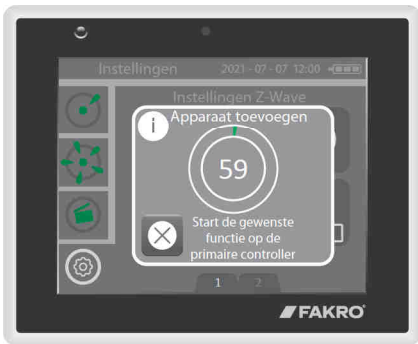 Instellingen 2021-07-07 12:00
Instellingen Z-Wave
i Apparaat toevoegen
59
Start de gewenste
functie op de
primaire controller
1 2
FAKRO